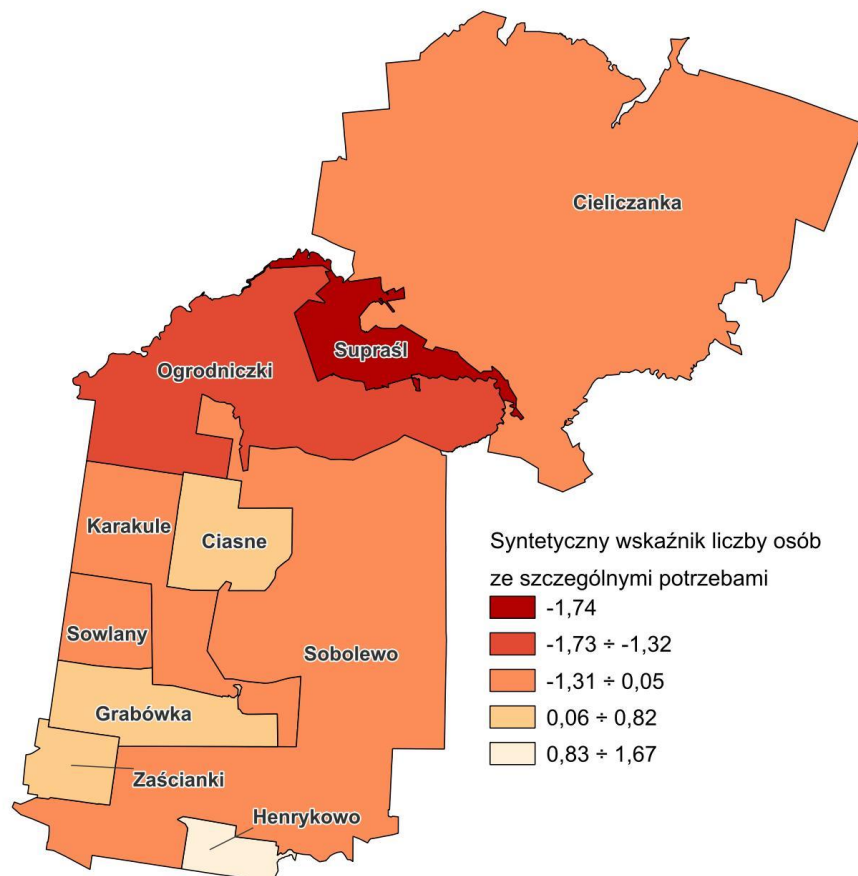 Cieliczanka
Supraśl
Ogrodniczki
Karakule
Ciasne
Sowlany
Sobolewo
Grabówka
Zaścianki
Henrykowo
Syntetyczny wskaźnik liczby osób
ze szczególnymi potrzebami
-1,74
-1,73 ÷ -1,32
-1,31 ÷ 0,05
0,06 ÷ 0,82
0,83 ÷ 1,67